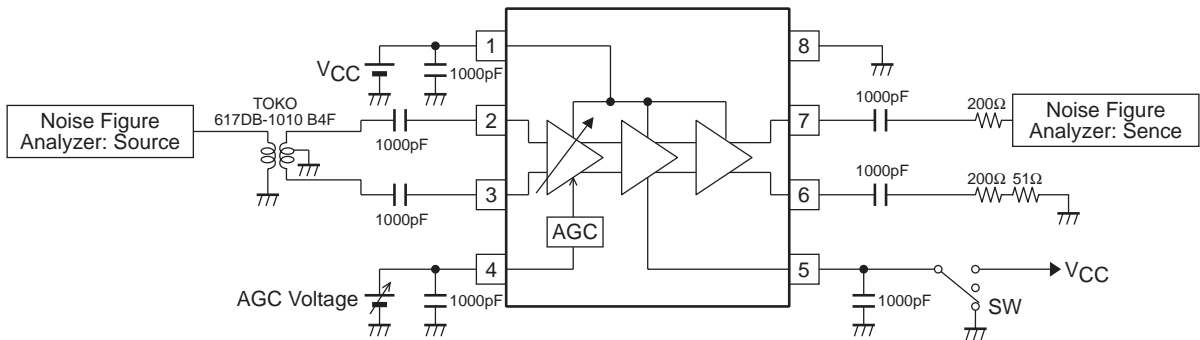 1
8
VCC
1000pF
TOKO
617DB-1010 B4F
Noise Figure
Analyzer: Source
1000pF
2
7
1000pF
200Ω
Noise Figure
Analyzer: Sence
1000pF
3
6
1000pF
200Ω
51Ω
AGC
4
5
AGC Voltage
1000pF
1000pF
SW
VCC